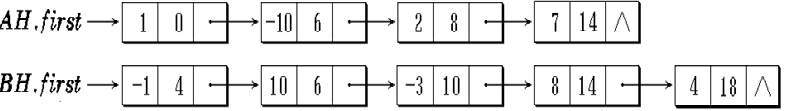 AH.first → 1 0 → -10 6 → 2 8 → 7 14 ∧
BH.first → -1 4 → 10 6 → -3 10 → 8 14 → 4 18 ∧